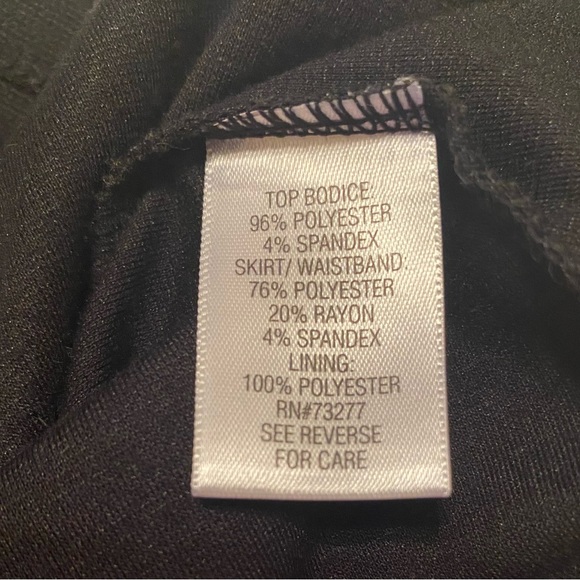 TOP BODICE:
96% POLYESTER
4% SPANDEX
SKIRT/ WAISTBAND:
76% POLYESTER
20% RAYON
4% SPANDEX
LINING:
100% POLYESTER
RN#73277
SEE REVERSE
FOR CARE